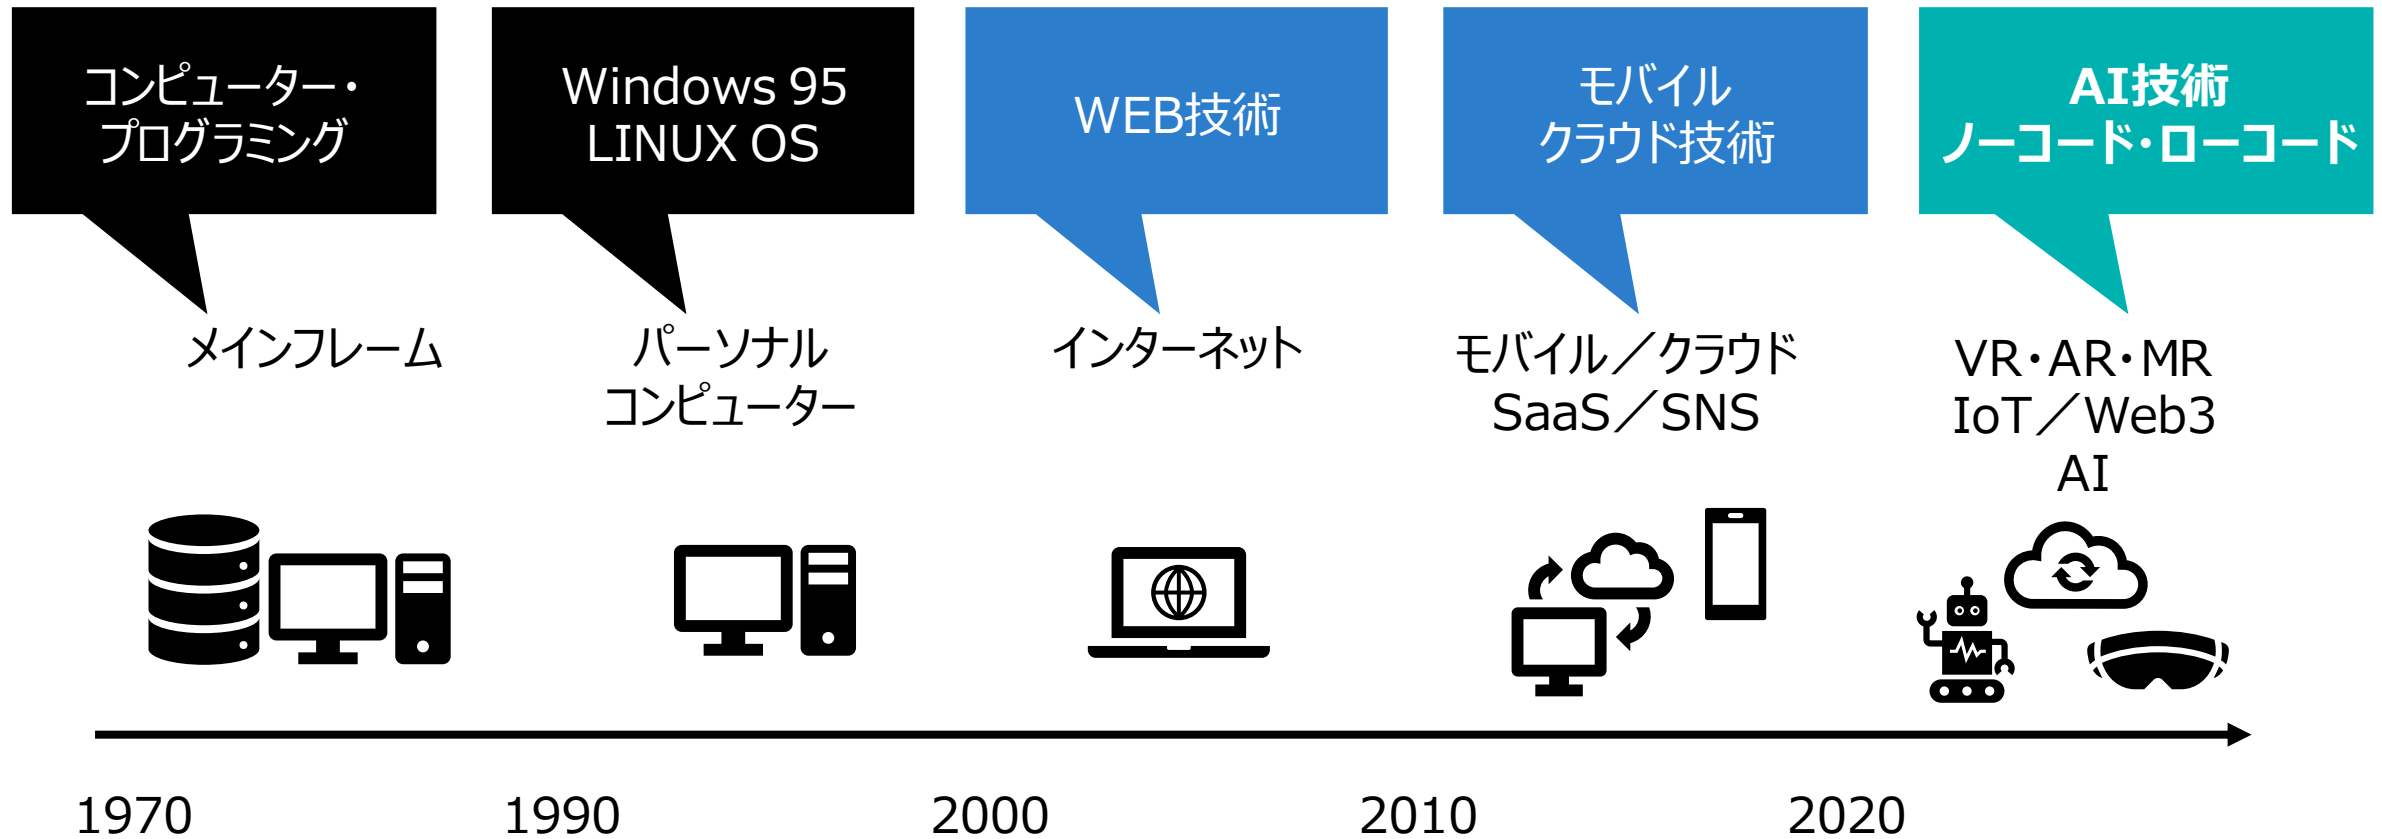 コンピューター・
プログラミング
Windows 95
LINUX OS
WEB技術
モバイル
クラウド技術
AI技術
ノーコード・ローコード
メインフレーム
パーソナル
コンピューター
インターネット
モバイル／クラウド
SaaS／SNS
VR・AR・MR
IoT／Web3
AI
1970
1990
2000
2010
2020